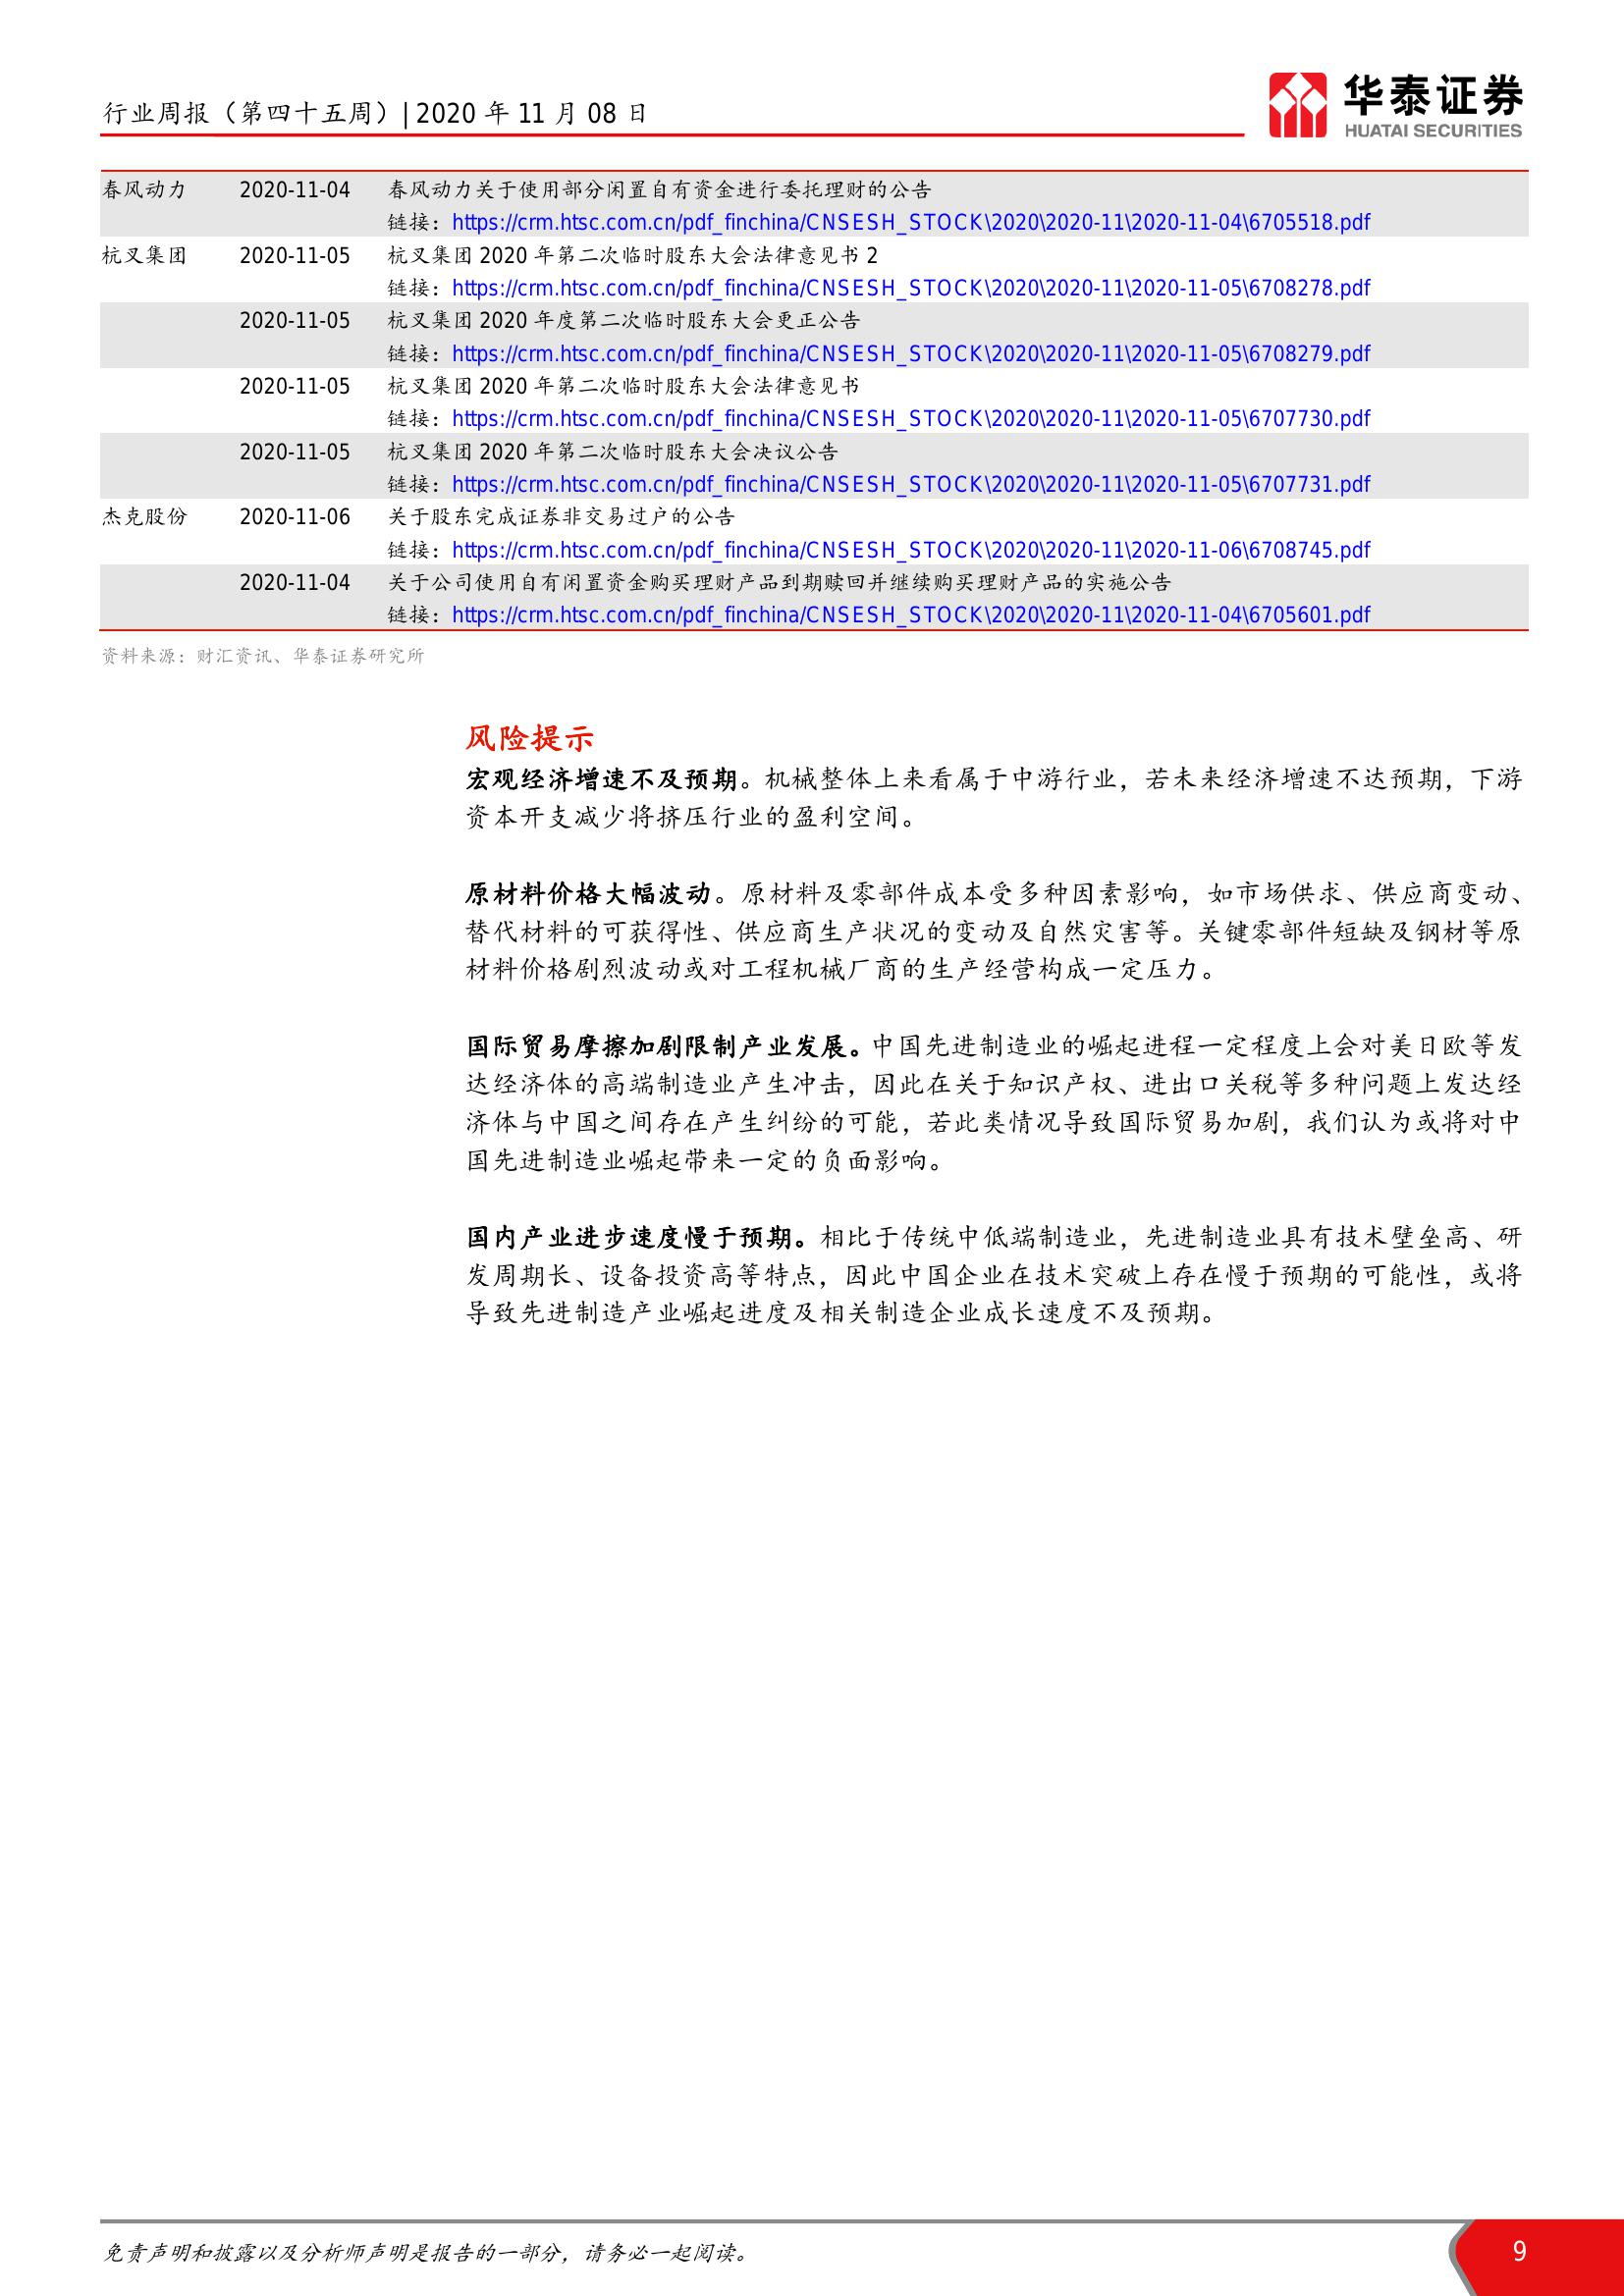 行业周报（第四十五周）| 2020 年 11 月 08 日
华泰证券
HUATAI SECURITIES
春风动力 2020-11-04 春风动力关于使用部分闲置自有资金进行委托理财的公告
链接：https://crm.htsc.com.cn/pdf_finchina/CNSESH_STOCK\2020\2020-11\2020-11-04\6705518.pdf
杭叉集团 2020-11-05 杭叉集团 2020 年第二次临时股东大会法律意见书 2
链接：https://crm.htsc.com.cn/pdf_finchina/CNSESH_STOCK\2020\2020-11\2020-11-05\6708278.pdf
2020-11-05 杭叉集团 2020 年度第二次临时股东大会更正公告
链接：https://crm.htsc.com.cn/pdf_finchina/CNSESH_STOCK\2020\2020-11\2020-11-05\6708279.pdf
2020-11-05 杭叉集团 2020 年第二次临时股东大会法律意见书
链接：https://crm.htsc.com.cn/pdf_finchina/CNSESH_STOCK\2020\2020-11\2020-11-05\6707730.pdf
2020-11-05 杭叉集团 2020 年第二次临时股东大会决议公告
链接：https://crm.htsc.com.cn/pdf_finchina/CNSESH_STOCK\2020\2020-11\2020-11-05\6707731.pdf
杰克股份 2020-11-06 关于股东完成证券非交易过户的公告
链接：https://crm.htsc.com.cn/pdf_finchina/CNSESH_STOCK\2020\2020-11\2020-11-06\6708745.pdf
2020-11-04 关于公司使用自有闲置资金购买理财产品到期赎回并继续购买理财产品的实施公告
链接：https://crm.htsc.com.cn/pdf_finchina/CNSESH_STOCK\2020\2020-11\2020-11-04\6705601.pdf
资料来源：财汇资讯、华泰证券研究所
风险提示
宏观经济增速不及预期。机械整体上来看属于中游行业，若未来经济增速不达预期，下游
资本开支减少将挤压行业的盈利空间。
原材料价格大幅波动。原材料及零部件成本受多种因素影响，如市场供求、供应商变动、
替代材料的可获得性、供应商生产状况的变动及自然灾害等。关键零部件短缺及钢材等原
材料价格剧烈波动或对工程机械厂商的生产经营构成一定压力。
国际贸易摩擦加剧限制产业发展。中国先进制造业的崛起进程一定程度上会对美日欧等发
达经济体的高端制造业产生冲击，因此在关于知识产权、进出口关税等多种问题上发达经
济体与中国之间存在产生纠纷的可能，若此类情况导致国际贸易加剧，我们认为或将对中
国先进制造业崛起带来一定的负面影响。
国内产业进步速度慢于预期。相比于传统中低端制造业，先进制造业具有技术壁垒高、研
发周期长、设备投资高等特点，因此中国企业在技术突破上存在慢于预期的可能性，或将
导致先进制造产业崛起进度及相关制造企业成长速度不及预期。
免责声明和披露以及分析师声明是报告的一部分，请务必一起阅读。
9